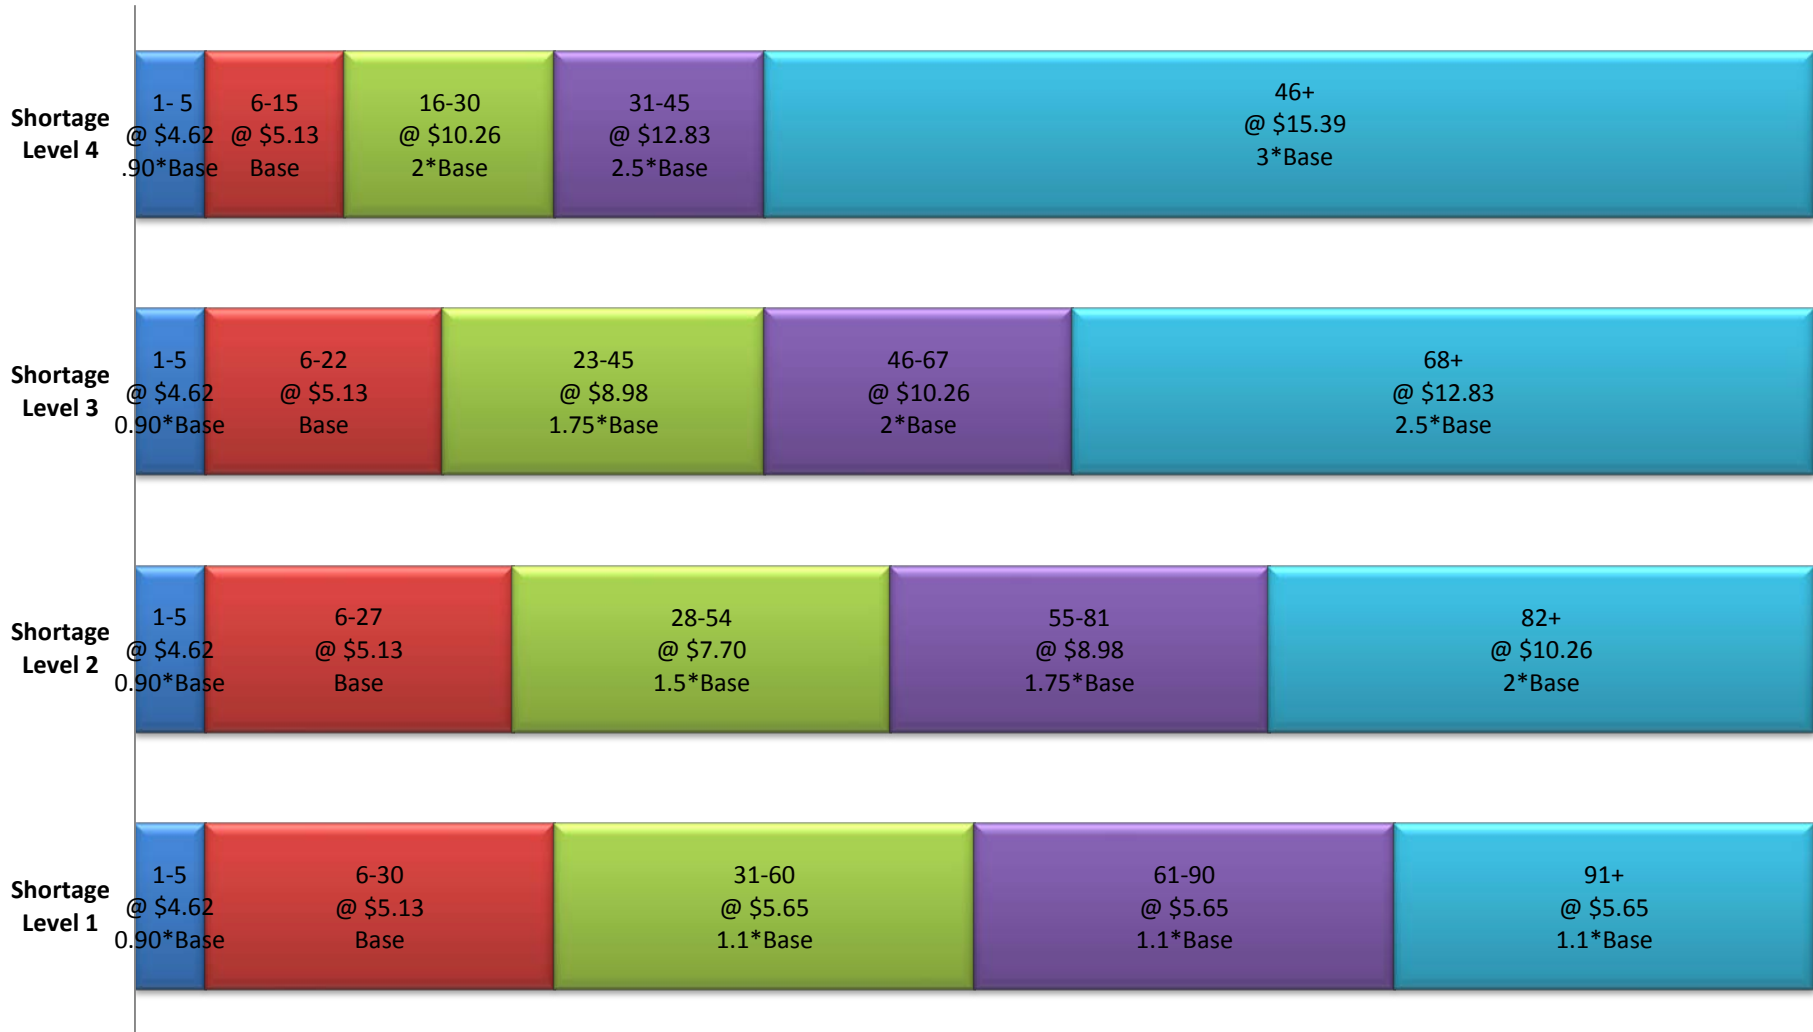 Shortage
Level 4
1- 5
@ $4.62
.90*Base
6-15
@ $5.13
Base
16-30
@ $10.26
2*Base
31-45
@ $12.83
2.5*Base
46+
@ $15.39
3*Base
Shortage
Level 3
1-5
@ $4.62
0.90*Base
6-22
@ $5.13
Base
23-45
@ $8.98
1.75*Base
46-67
@ $10.26
2*Base
68+
@ $12.83
2.5*Base
Shortage
Level 2
1-5
@ $4.62
0.90*Base
6-27
@ $5.13
Base
28-54
@ $7.70
1.5*Base
55-81
@ $8.98
1.75*Base
82+
@ $10.26
2*Base
Shortage
Level 1
1-5
@ $4.62
0.90*Base
6-30
@ $5.13
Base
31-60
@ $5.65
1.1*Base
61-90
@ $5.65
1.1*Base
91+
@ $5.65
1.1*Base